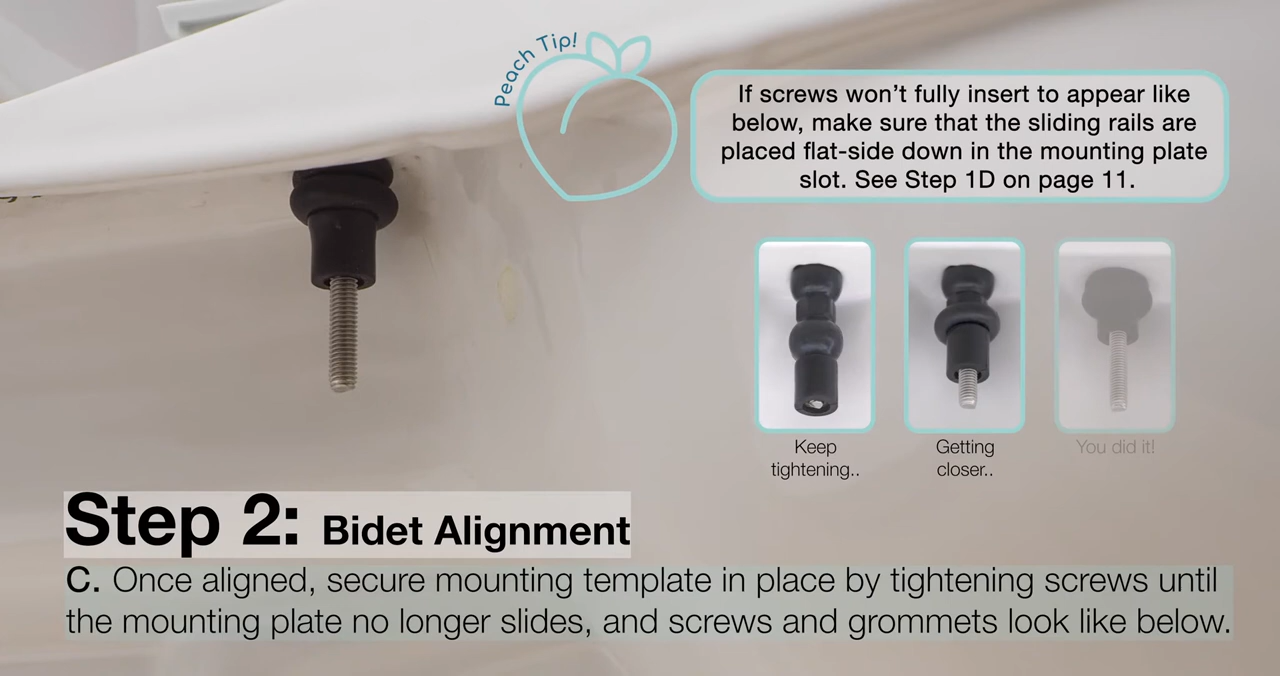 Peach Tip!
If screws won’t fully insert to appear like
below, make sure that the sliding rails are
placed flat-side down in the mounting plate
slot. See Step 1D on page 11.
Keep
tightening..
Getting
closer..
You did it!
Step 2: Bidet Alignment
C. Once aligned, secure mounting template in place by tightening screws until
the mounting plate no longer slides, and screws and grommets look like below.